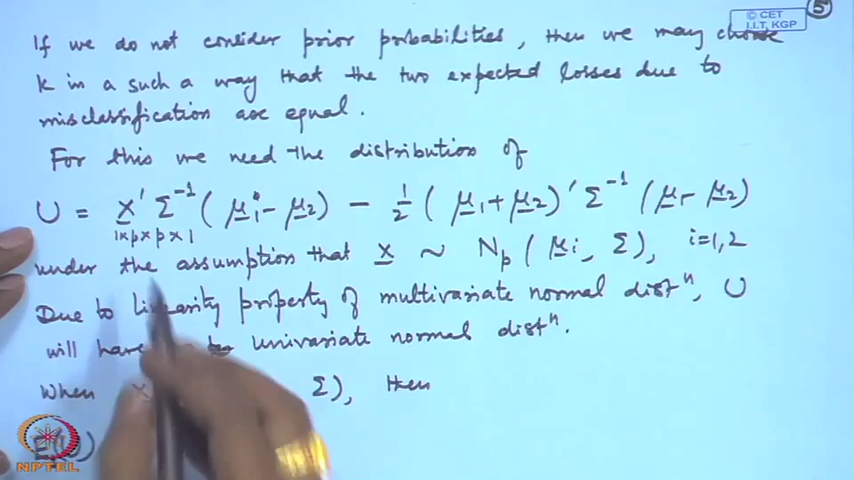 © CET
I.I.T, KGP
5
If we do not consider prior probabilities, then we may choose
k in a such a way that the two expected losses due to
misclassification are equal.
For this we need the distribution of
U = x' Σ⁻¹ (μ₁ - μ₂) - 1/2 (μ₁ + μ₂)' Σ⁻¹ (μ₁ - μ₂)
1×p×p×1
under the assumption that x ~ Nₚ (μᵢ, Σ), i=1,2
Due to linearity property of multivariate normal distⁿ, U
will have univariate normal distⁿ.
When x Σ), then
E(U)
NPTEL